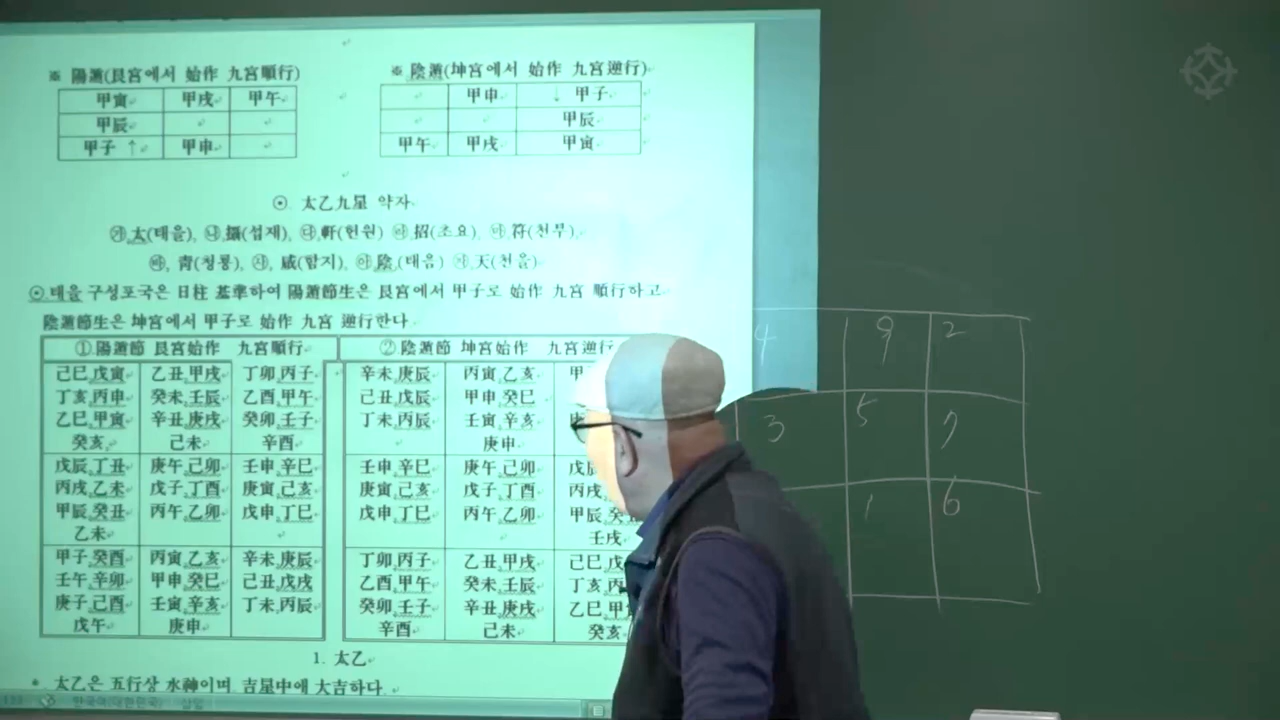 ※ 陽遁(艮宮에서 始作 九宮順行)
甲寅 甲戌 甲午
甲辰
甲子 ↑ 甲申
※ 陰遁(坤宮에서 始作 九宮逆行)
甲申 ↓ 甲子
甲辰
甲午 甲戌 甲寅
⊙. 太乙九星 약자
㉮太(태을), ㉯攝(섭제), ㉰軒(헌원) ㉱招(초요), ㉲符(천부),
㉳, 青(청룡), ㉴, 咸(함지), ㉵陰,(태음) ㉶天(천을)
⊙.태을 구성포국은 日柱 基準하여 陽遁節生은 艮宮에서 甲子로 始作 九宮 順行하고
陰遁節生은 坤宮에서 甲子로 始作 九宮 逆行한다
①.陽遁節 艮宮始作 九宮順行
己巳,戊寅 乙丑,甲戌 丁卯,丙子
丁亥,丙申 癸未,壬辰 乙酉,甲午
乙巳,甲寅 辛丑,庚戌 癸卯,壬子
癸亥 己未 辛酉
戊辰,丁丑 庚午,己卯 壬申,辛巳
丙戌,乙未 戊子,丁酉 庚寅,己亥
甲辰,癸丑 丙午,乙卯 戊申,丁巳
乙未
甲子,癸酉 丙寅,乙亥 辛未,庚辰
壬午,辛卯 甲申,癸巳 己丑,戊戌
庚子,己酉 壬寅,辛亥 丁未,丙辰
戊午 庚申
②.陰遁節 坤宮始作 九宮逆行
辛未,庚辰 丙寅,乙亥 甲
己丑,戊辰 甲申,癸巳
丁未,丙辰 壬寅,辛亥
庚申
壬申,辛巳 庚午,己卯 戊辰
庚寅,己亥 戊子,丁酉 丙戌
戊申,丁巳 丙午,乙卯 甲辰,癸丑
壬戌
丁卯,丙子 乙丑,甲戌 己巳,戊
乙酉,甲午 癸未,壬辰 丁亥,丙
癸卯,壬子 辛丑,庚戌 乙巳,甲
辛酉 己未 癸亥
1. 太乙
* 太乙은 五行상 水神이며, 吉星中에 大吉하다.
한국어(대한민국) 삽입
4 9 2
3 5 7
1 6